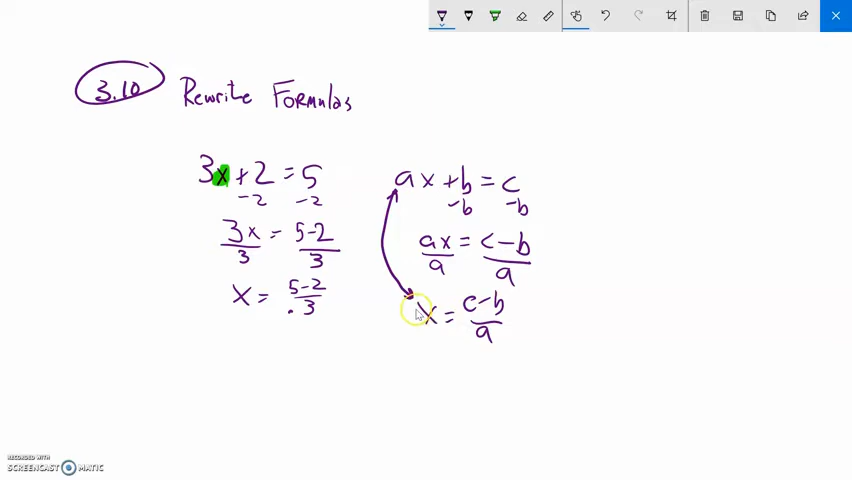 3.10 Rewrite Formulas
3x+2=5
-2 -2
3x = 5-2
3 3
x = 5-2
3
ax+b=c
-b -b
ax = c-b
a a
x = c-b
a
RECORDED WITH
SCREENCAST MATIC